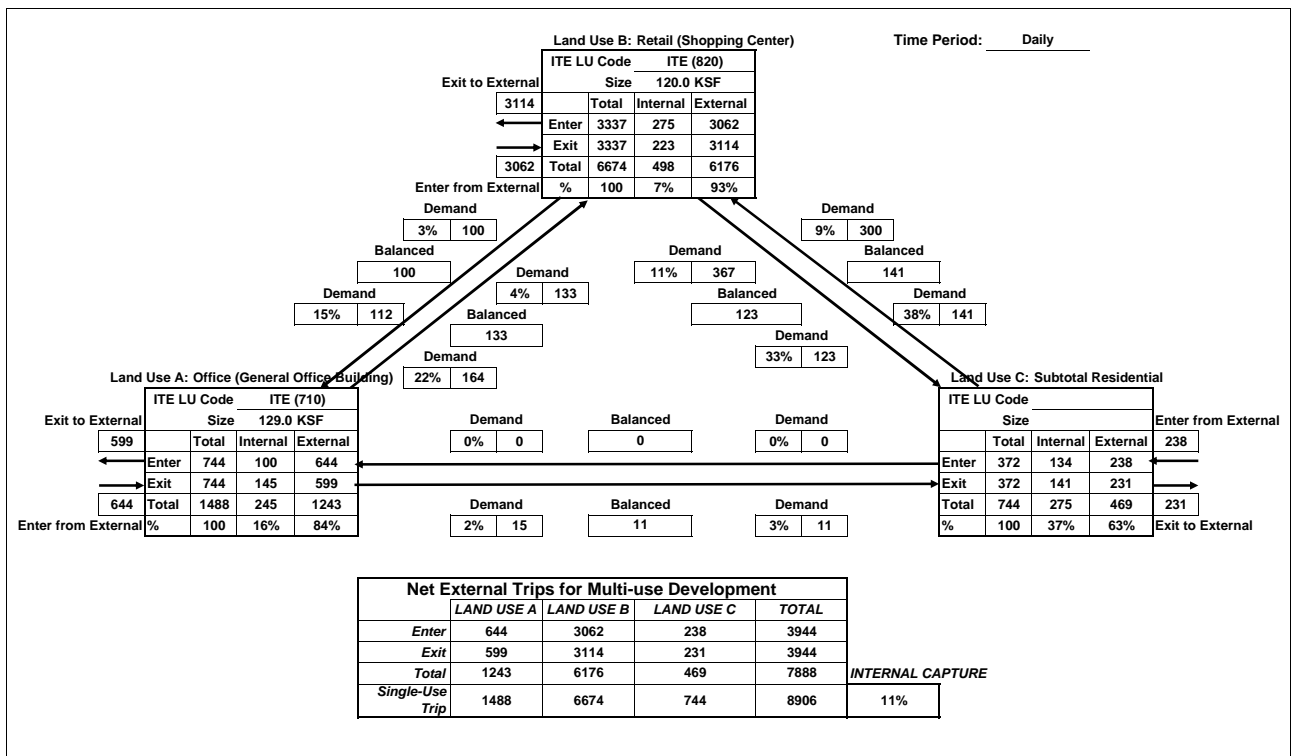 Land Use B: Retail (Shopping Center)
Time Period: Daily
ITE LU Code ITE (820)
Exit to External Size 120.0 KSF
3114 Total Internal External
Enter 3337 275 3062
Exit 3337 223 3114
3062 Total 6674 498 6176
Enter from External % 100 7% 93%
Demand Demand
3% 100 9% 300
Balanced Demand Balanced
100 11% 367 141
Demand Demand Balanced Demand
15% 112 4% 133 123 38% 141
Balanced
133
Demand
33% 123
Demand
22% 164
Land Use A: Office (General Office Building)
Land Use C: Subtotal Residential
ITE LU Code ITE (710)
Exit to External Size 129.0 KSF
599 Total Internal External
Enter 744 100 644
Exit 744 145 599
644 Total 1488 245 1243
Enter from External % 100 16% 84%
Demand Balanced Demand
0% 0 0 0% 0
Demand Balanced Demand
2% 15 11 3% 11
ITE LU Code
Size Enter from External
Total Internal External 238
Enter 372 134 238
Exit 372 141 231
Total 744 275 469 231
% 100 37% 63% Exit to External
Net External Trips for Multi-use Development
LAND USE A LAND USE B LAND USE C TOTAL
Enter 644 3062 238 3944
Exit 599 3114 231 3944
Total 1243 6176 469 7888 INTERNAL CAPTURE
Single-Use
Trip 1488 6674 744 8906 11%